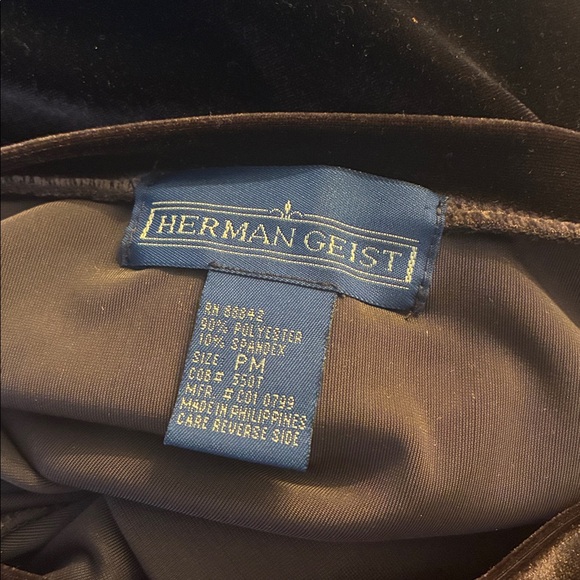 HERMAN GEIST
RN 88842
90% POLYESTER
10% SPANDEX
SIZE: PM
COB# 550T
MFR. # C01 0799
MADE IN PHILIPPINES
CARE REVERSE SIDE